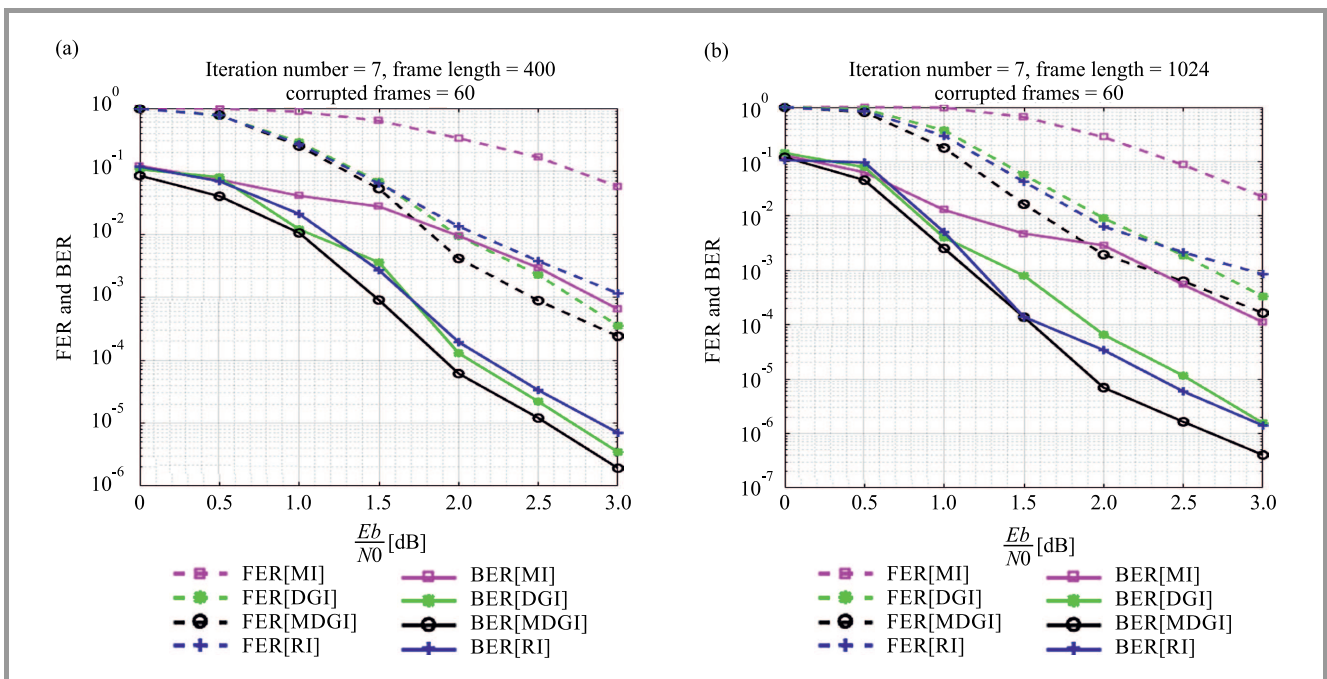 (a)
Iteration number = 7, frame length = 400
corrupted frames = 60
FER and BER
10^0
10^-1
10^-2
10^-3
10^-4
10^-5
10^-6
0 0.5 1.0 1.5 2.0 2.5 3.0
Eb/N0 [dB]
FER[MI] BER[MI]
FER[DGI] BER[DGI]
FER[MDGI] BER[MDGI]
FER[RI] BER[RI]
(b)
Iteration number = 7, frame length = 1024
corrupted frames = 60
FER and BER
10^0
10^-1
10^-2
10^-3
10^-4
10^-5
10^-6
10^-7
0 0.5 1.0 1.5 2.0 2.5 3.0
Eb/N0 [dB]
FER[MI] BER[MI]
FER[DGI] BER[DGI]
FER[MDGI] BER[MDGI]
FER[RI] BER[RI]